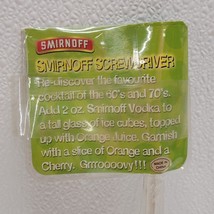 SMIRNOFF
SMIRNOFF SCREWDRIVER
Re-discover the favourite
cocktail of the 60's and 70's.
Add 2 oz. Smirnoff Vodka to
a tall glass of ice cubes, topped
up with Orange Juice. Garnish
with a slice of Orange and a
Cherry. Grrroooovy!!!